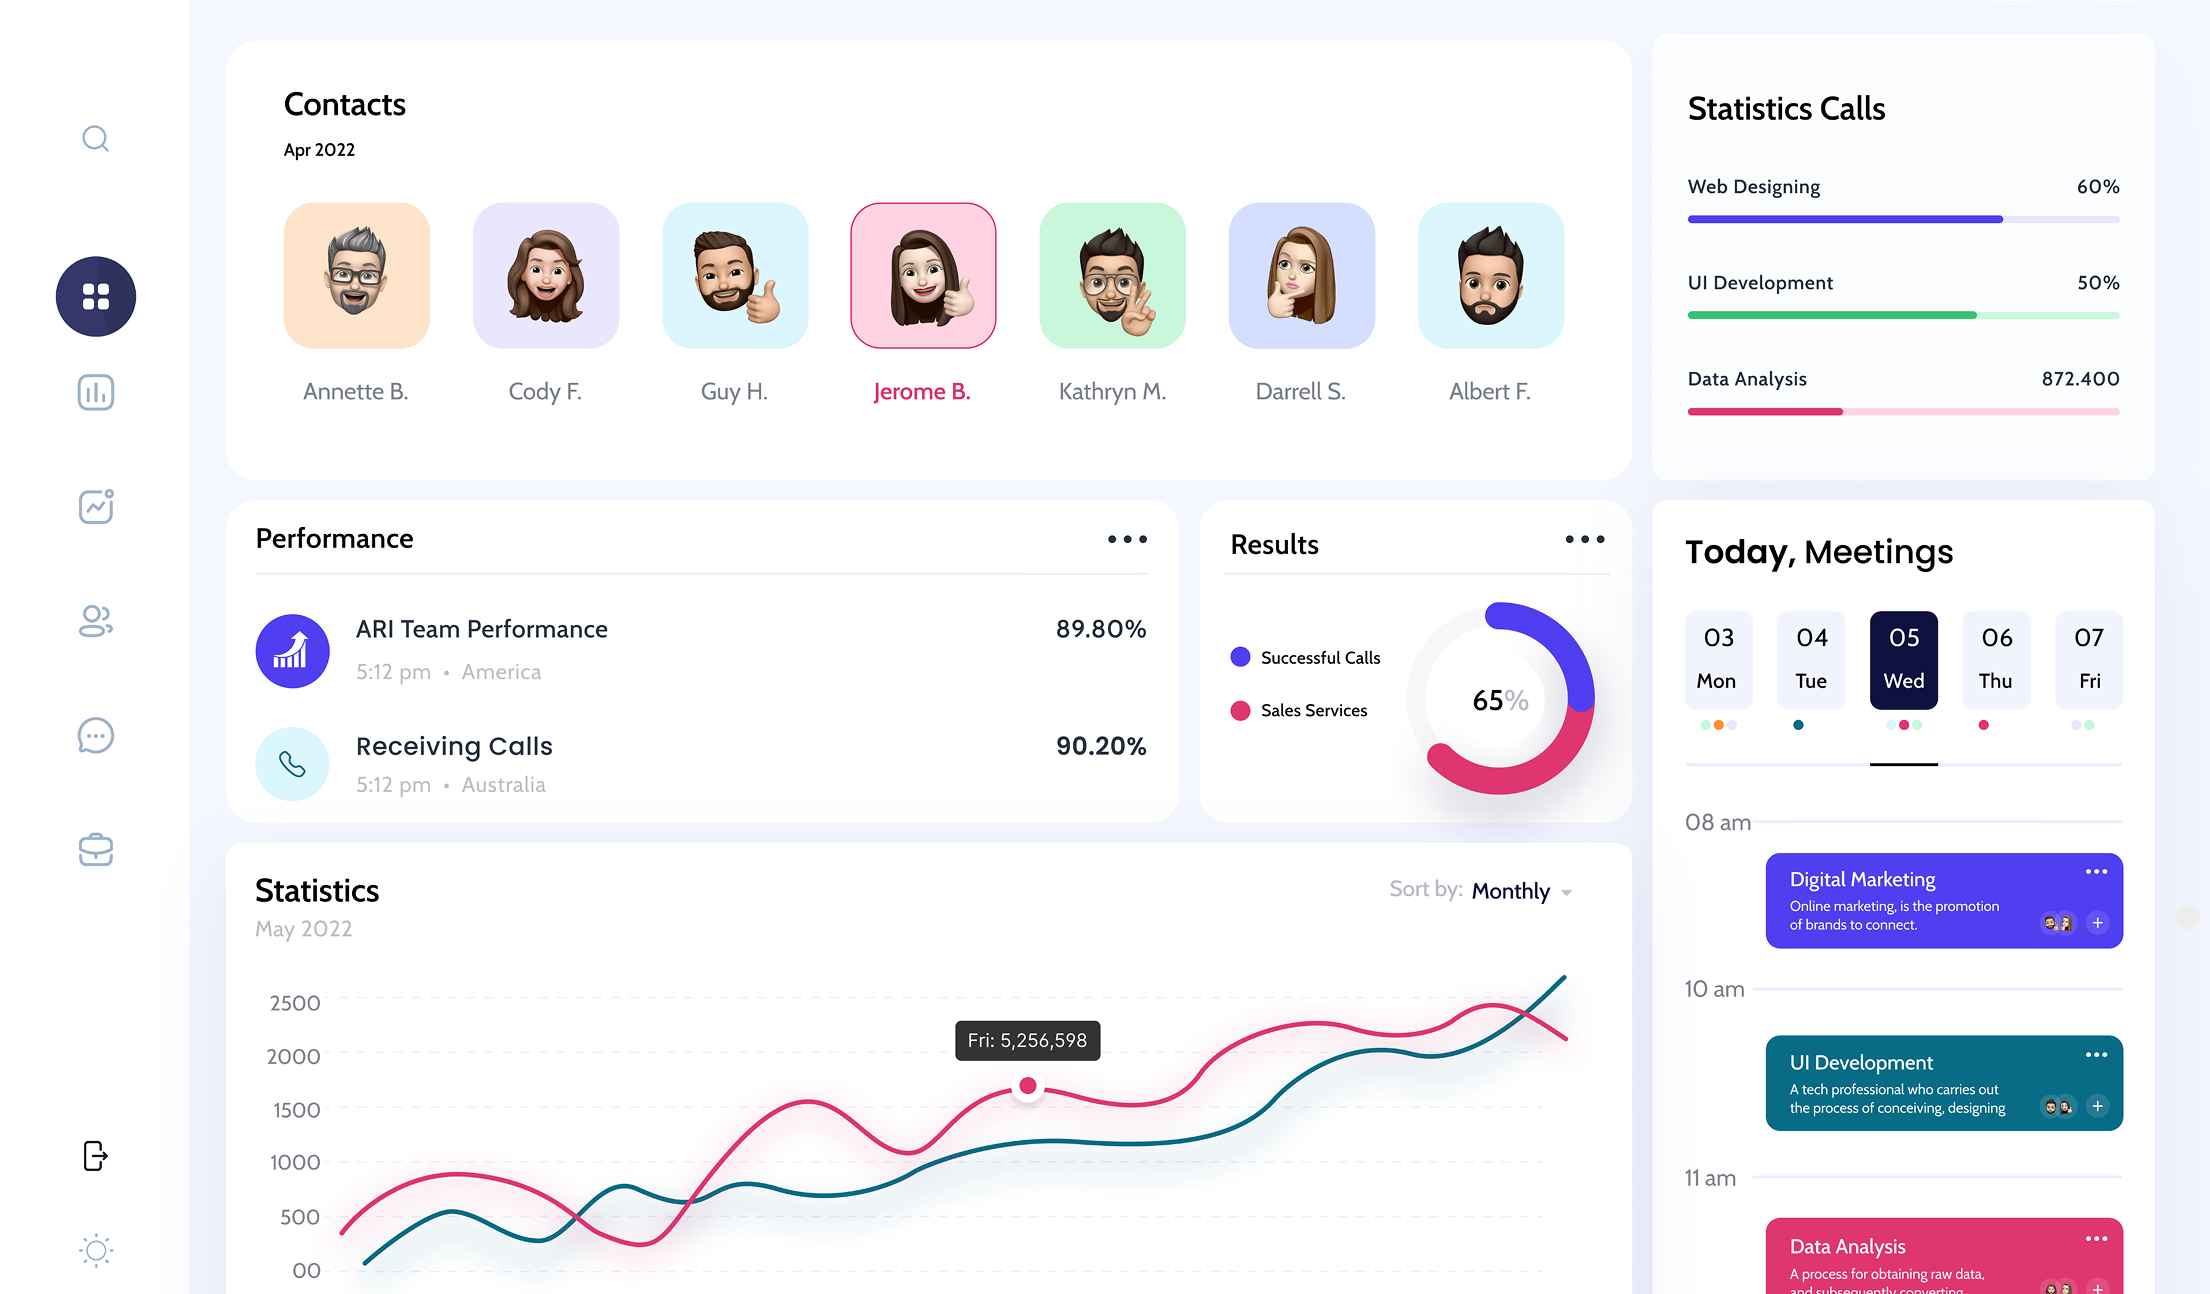 Contacts
Apr 2022
Annette B.
Cody F.
Guy H.
Jerome B.
Kathryn M.
Darrell S.
Albert F.
Statistics Calls
Web Designing 60%
UI Development 50%
Data Analysis 872.400
Performance
ARI Team Performance 89.80%
5:12 pm • America
Receiving Calls 90.20%
5:12 pm • Australia
Results
Successful Calls
Sales Services
65%
Today, Meetings
03 04 05 06 07
Mon Tue Wed Thu Fri
08 am
Digital Marketing
Online marketing, is the promotion
of brands to connect.
10 am
UI Development
A tech professional who carries out
the process of conceiving, designing
11 am
Data Analysis
A process for obtaining raw data,
and subsequently converting
Statistics
May 2022
Sort by: Monthly
2500
2000
1500
1000
500
00
Fri: 5,256,598